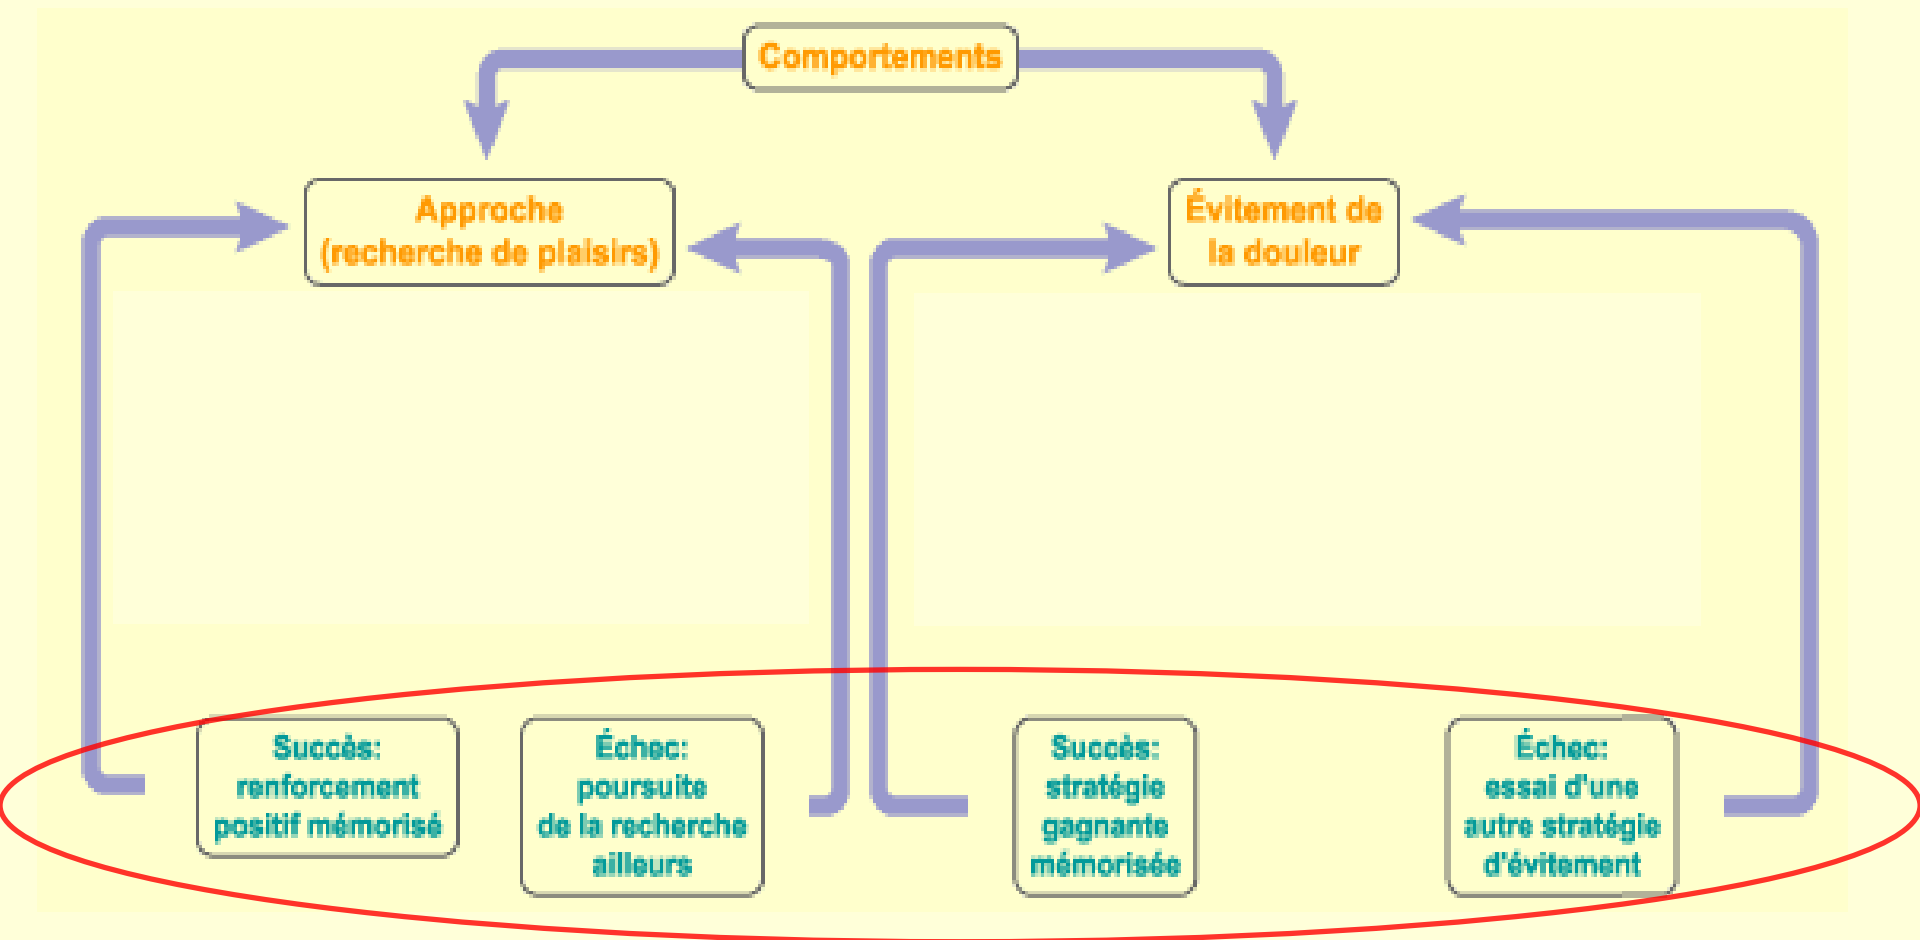 Comportements
Approche
(recherche de plaisirs)
Évitement de
la douleur
Succès:
renforcement
positif mémorisé
Échec:
poursuite
de la recherche
ailleurs
Succès:
stratégie
gagnante
mémorisée
Échec:
essai d'une
autre stratégie
d'évitement